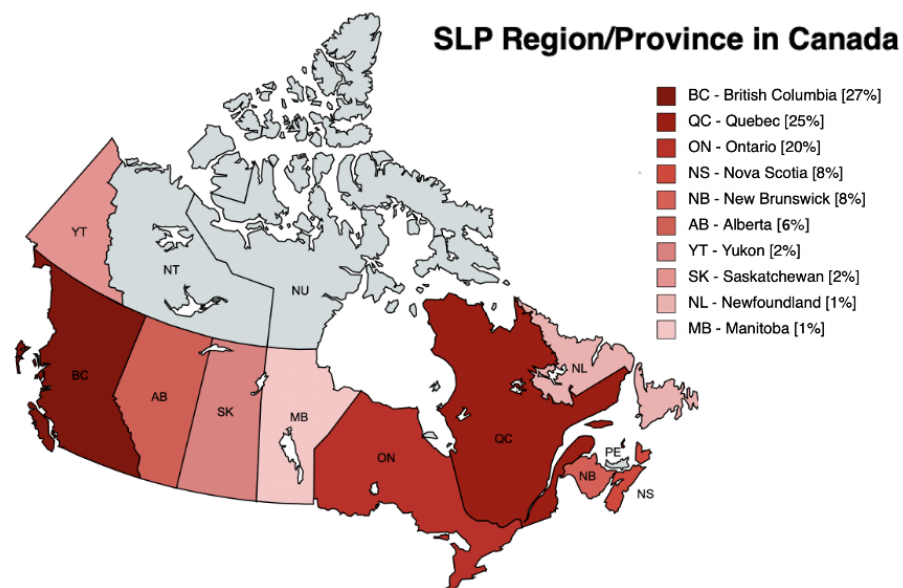 SLP Region/Province in Canada
BC - British Columbia [27%]
QC - Quebec [25%]
ON - Ontario [20%]
NS - Nova Scotia [8%]
NB - New Brunswick [8%]
AB - Alberta [6%]
YT - Yukon [2%]
SK - Saskatchewan [2%]
NL - Newfoundland [1%]
MB - Manitoba [1%]
YT
NT
NU
BC
AB
SK
MB
ON
QC
NL
PE
NB
NS